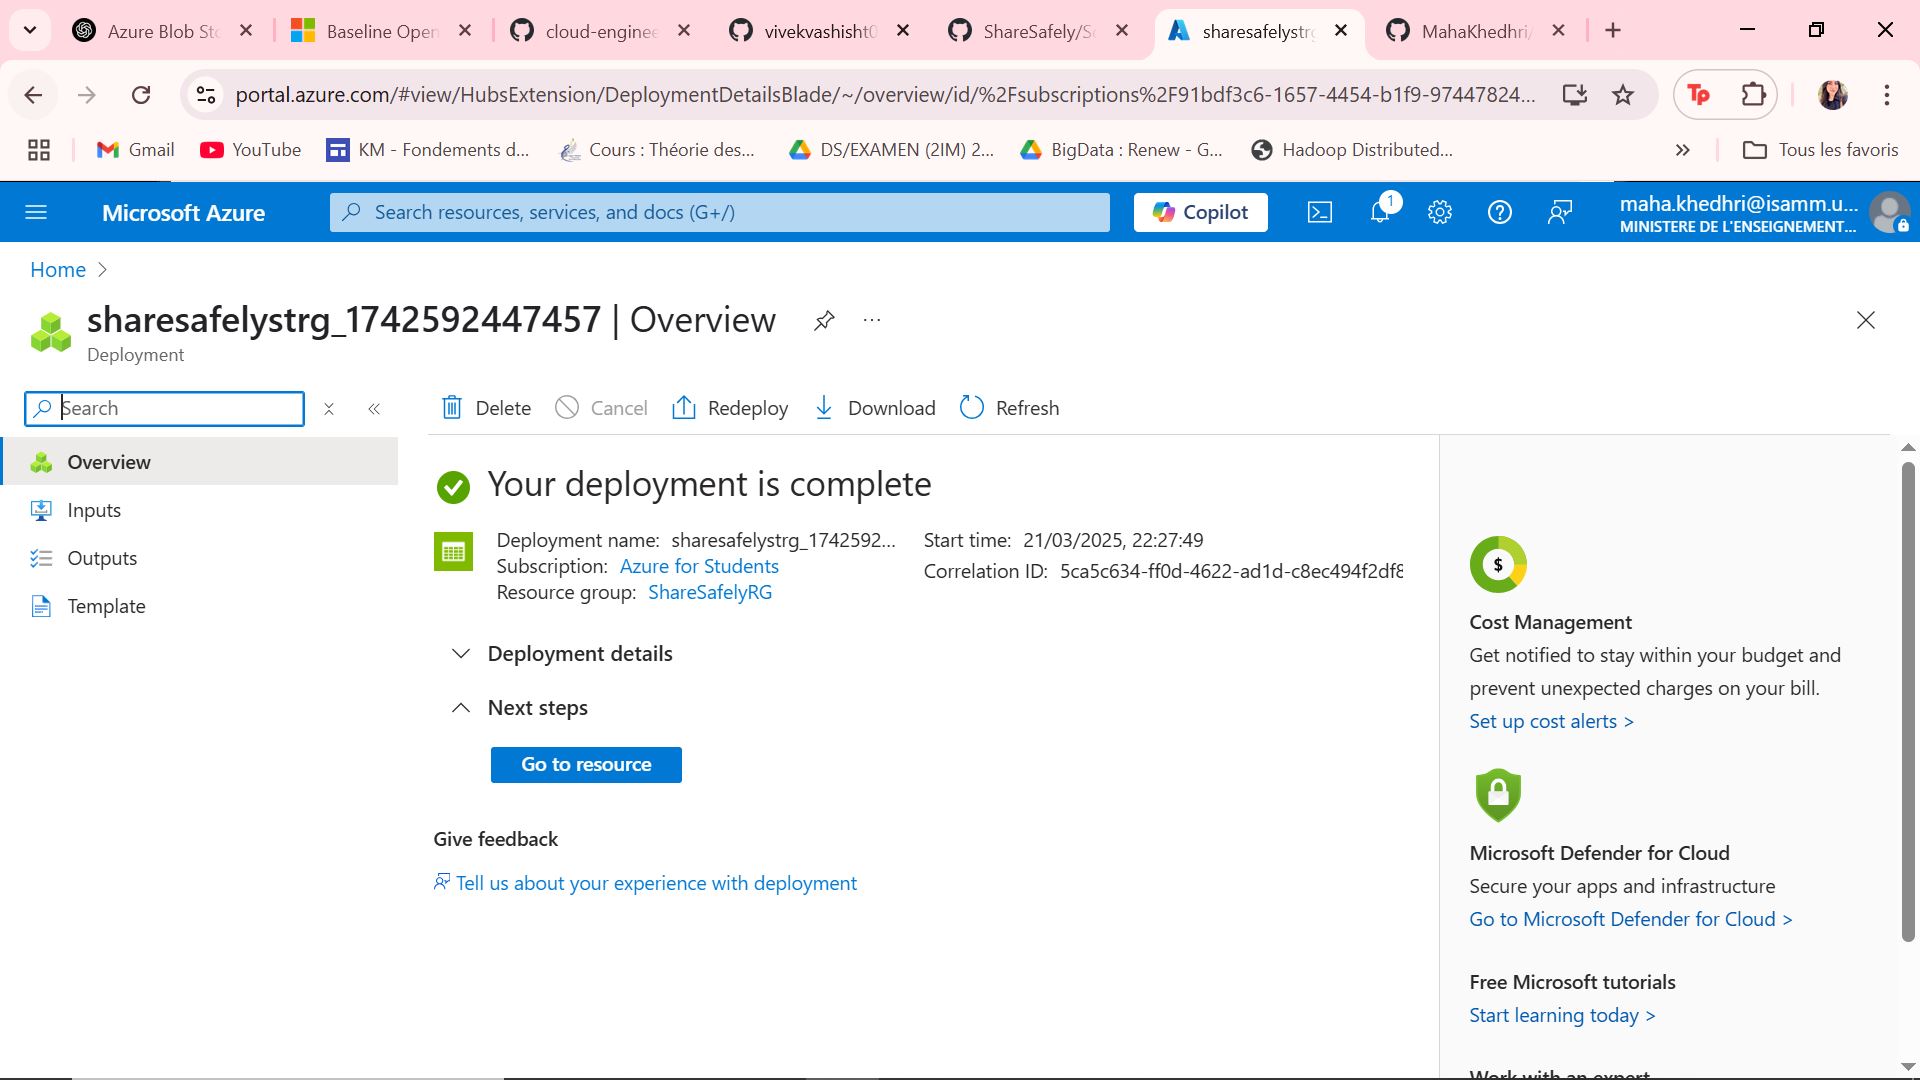 Azure Blob Sto
Baseline Open
cloud-enginee
vivekvashisht0
ShareSafely/Se
sharesafelystrg
MahaKhedhri/
portal.azure.com/#view/HubsExtension/DeploymentDetailsBlade/~/overview/id/%2Fsubscriptions%2F91bdf3c6-1657-4454-b1f9-97447824...
Tp
Gmail
YouTube
KM - Fondements d...
Cours : Théorie des...
DS/EXAMEN (2IM) 2...
BigData : Renew - G...
Hadoop Distributed...
Tous les favoris
Microsoft Azure
Search resources, services, and docs (G+/)
Copilot
1
maha.khedhri@isamm.u...
MINISTERE DE L'ENSEIGNEMENT...
Home
sharesafelystrg_1742592447457 | Overview
Deployment
Search
Delete
Cancel
Redeploy
Download
Refresh
Overview
Inputs
Outputs
Template
Your deployment is complete
Deployment name: sharesafelystrg_1742592...
Subscription: Azure for Students
Resource group: ShareSafelyRG
Start time: 21/03/2025, 22:27:49
Correlation ID: 5ca5c634-ff0d-4622-ad1d-c8ec494f2df8
Deployment details
Next steps
Go to resource
Give feedback
Tell us about your experience with deployment
$
Cost Management
Get notified to stay within your budget and
prevent unexpected charges on your bill.
Set up cost alerts >
Microsoft Defender for Cloud
Secure your apps and infrastructure
Go to Microsoft Defender for Cloud >
Free Microsoft tutorials
Start learning today >
Work with an expert